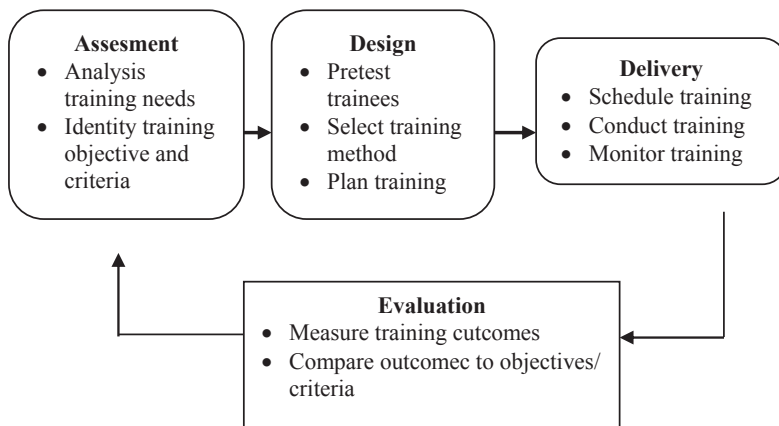 Assesment
• Analysis
training needs
• Identity training
objective and
criteria
Design
• Pretest
trainees
• Select training
method
• Plan training
Delivery
• Schedule training
• Conduct training
• Monitor training
Evaluation
• Measure training cutcomes
• Compare outcomec to objectives/
criteria